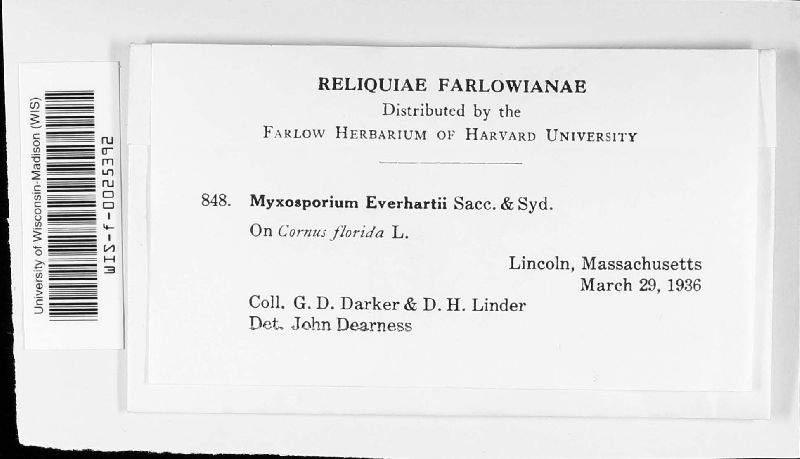 RELIQUIAE FARLOWIANAE
Distributed by the
FARLOW HERBARIUM OF HARVARD UNIVERSITY
848. Myxosporium Everhartii Sacc. & Syd.
On Cornus florida L.
Lincoln, Massachusetts
March 29, 1936
Coll. G. D. Darker & D. H. Linder
Det. John Dearness
University of Wisconsin-Madison (WIS)
WIS-f-0025392